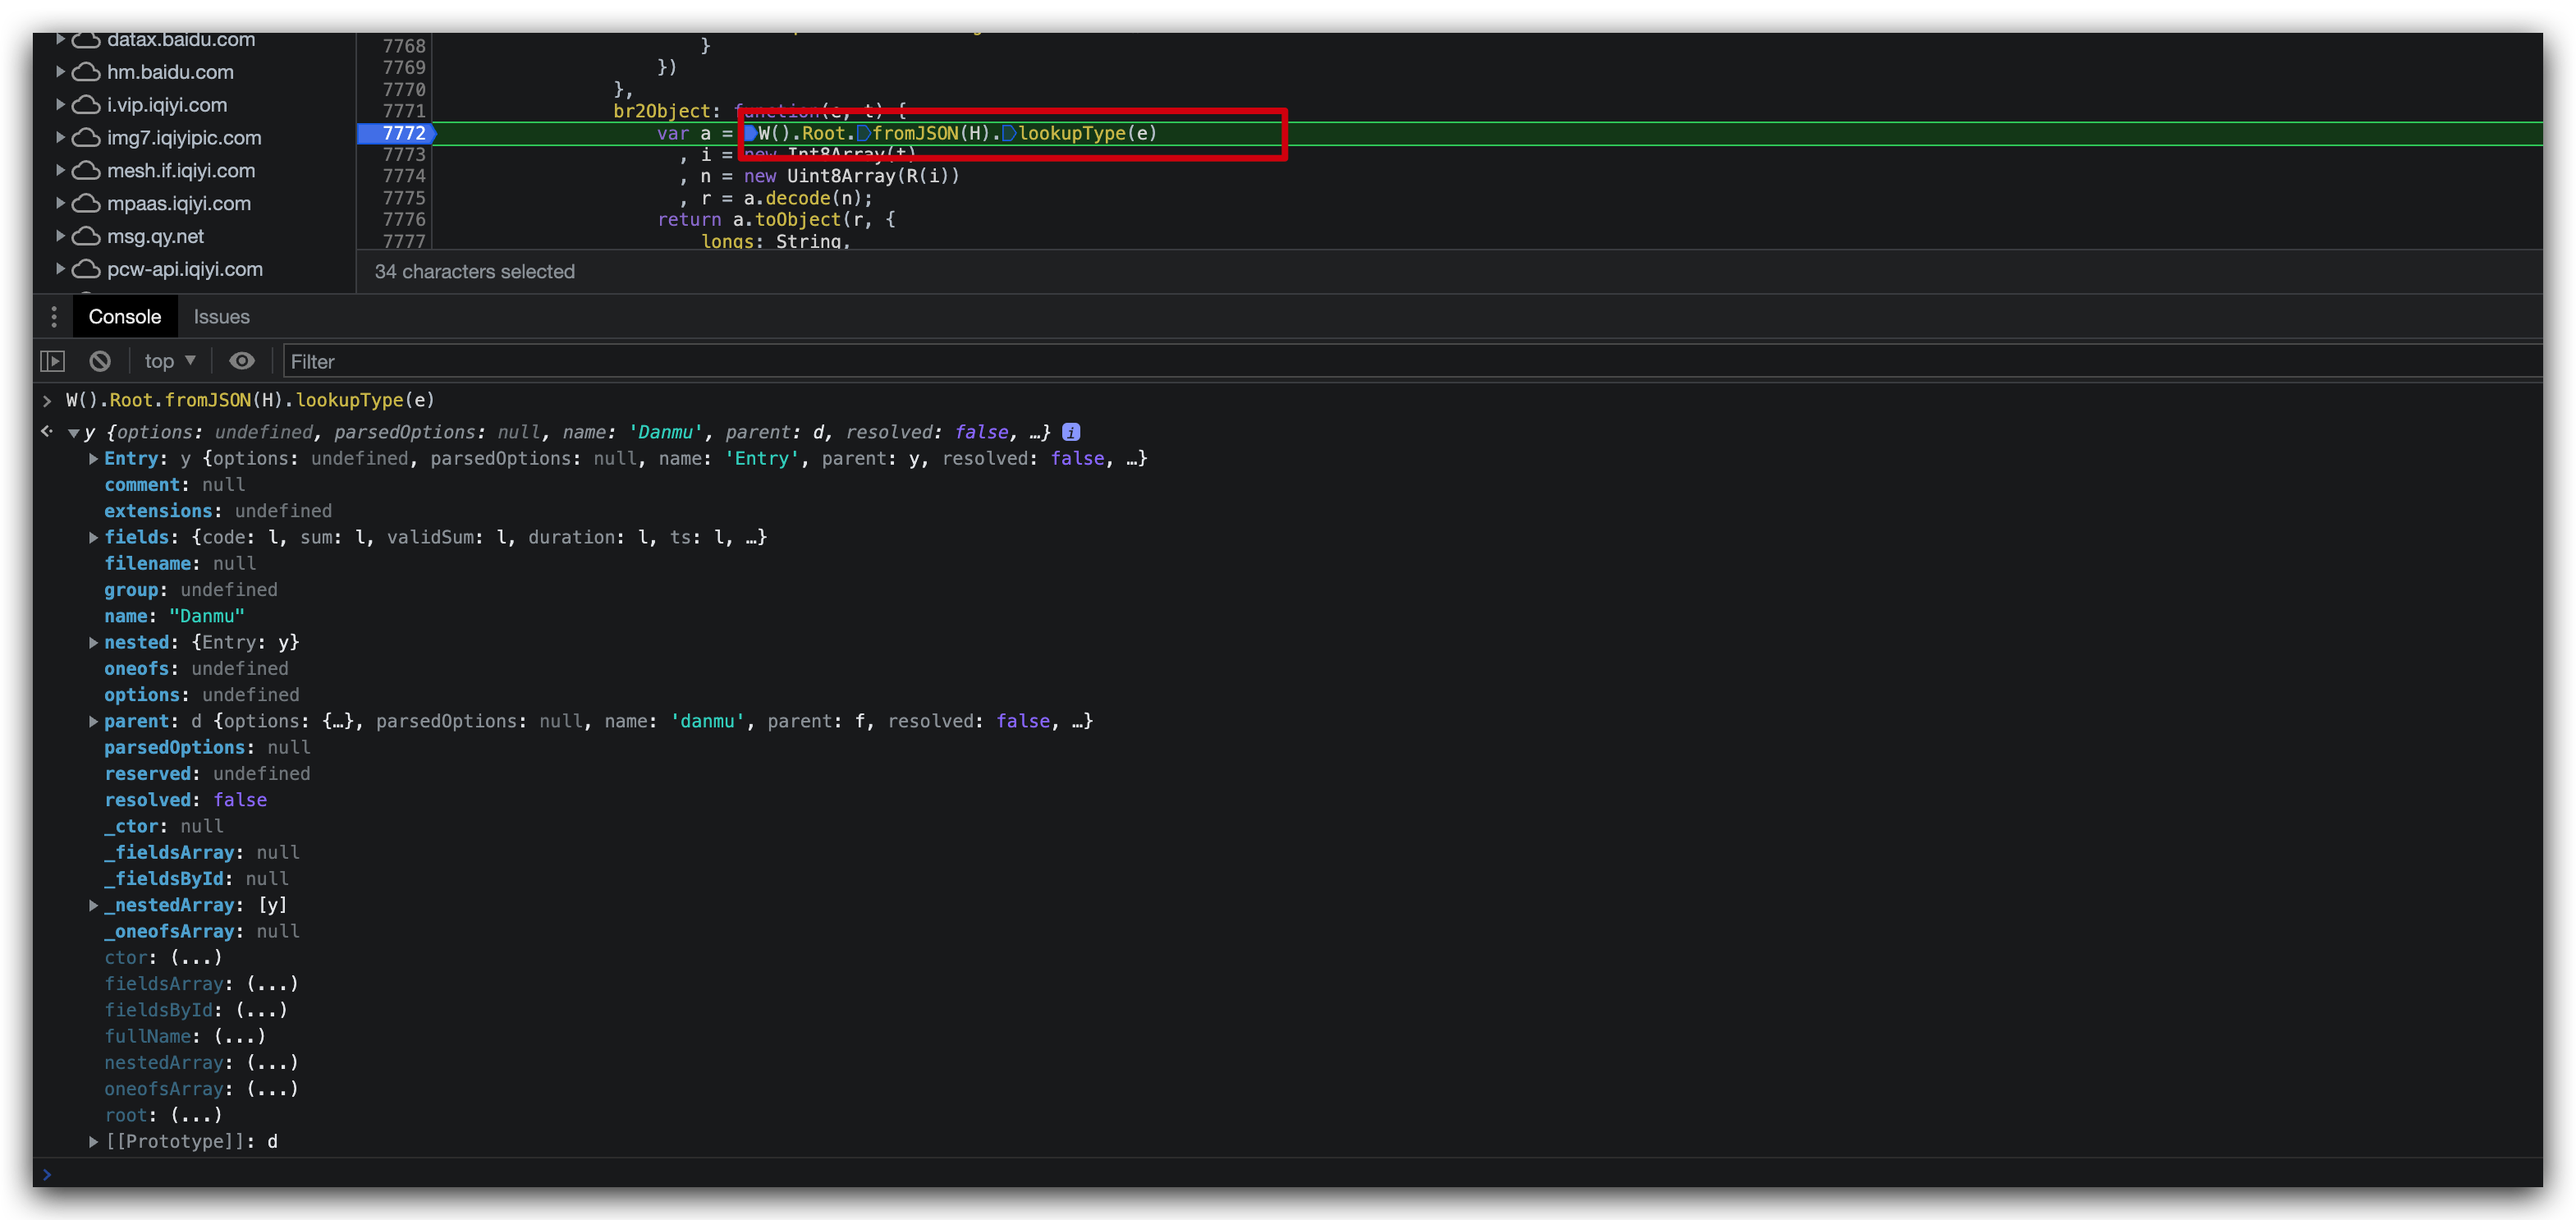 datax.baidu.com
hm.baidu.com
i.vip.iqiyi.com
img7.iqiyipic.com
mesh.if.iqiyi.com
mpaas.iqiyi.com
msg.qy.net
pcw-api.iqiyi.com
7768 }
7769 })
7770 },
7771 br2Object: function(e, t) {
7772 var a = W().Root.fromJSON(H).lookupType(e)
7773 , i = new Int8Array(t)
7774 , n = new Uint8Array(R(i))
7775 , r = a.decode(n);
7776 return a.toObject(r, {
7777 longs: String,
34 characters selected
Console Issues
top ▼ Filter
> W().Root.fromJSON(H).lookupType(e)
y {options: undefined, parsedOptions: null, name: 'Danmu', parent: d, resolved: false, …} i
Entry: y {options: undefined, parsedOptions: null, name: 'Entry', parent: y, resolved: false, …}
comment: null
extensions: undefined
fields: {code: l, sum: l, validSum: l, duration: l, ts: l, …}
filename: null
group: undefined
name: "Danmu"
nested: {Entry: y}
oneofs: undefined
options: undefined
parent: d {options: {…}, parsedOptions: null, name: 'danmu', parent: f, resolved: false, …}
parsedOptions: null
reserved: undefined
resolved: false
_ctor: null
_fieldsArray: null
_fieldsById: null
_nestedArray: [y]
_oneofsArray: null
ctor: (...)
fieldsArray: (...)
fieldsById: (...)
fullName: (...)
nestedArray: (...)
oneofsArray: (...)
root: (...)
[[Prototype]]: d
>